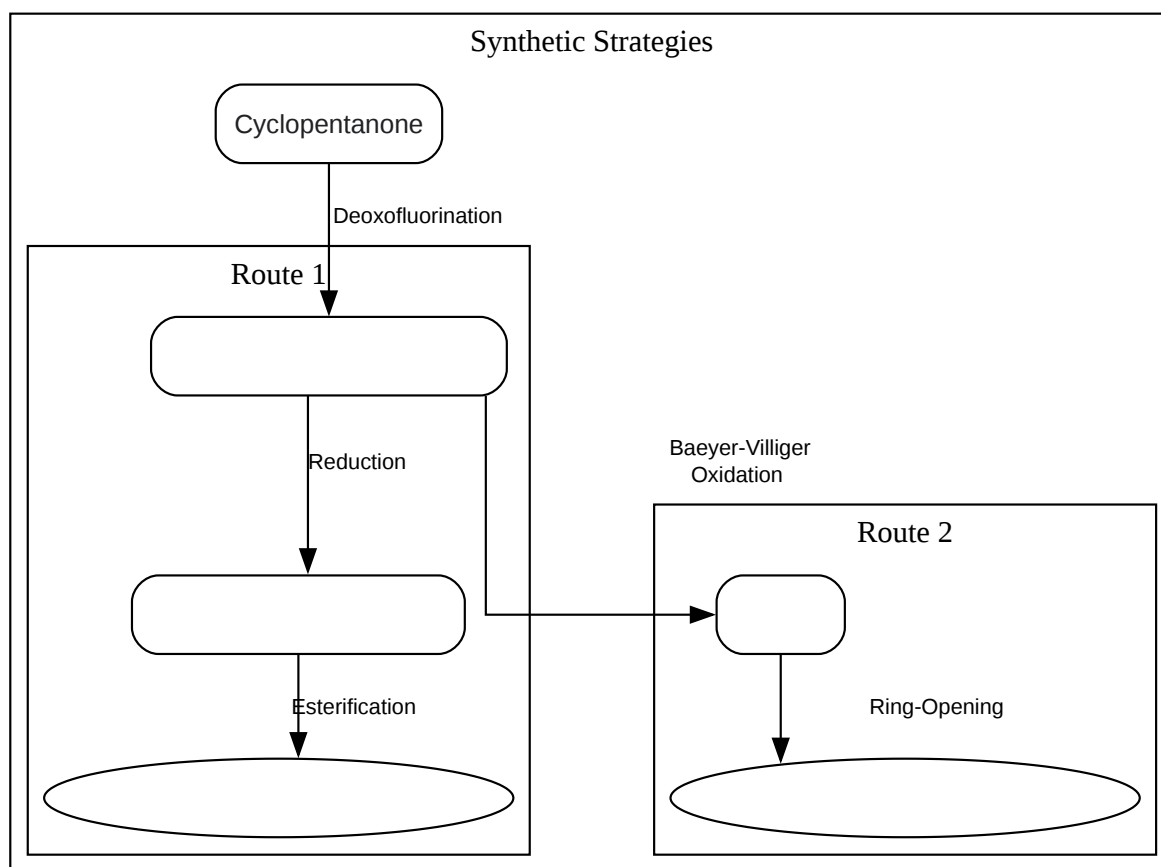 Synthetic Strategies
Cyclopentanone
Deoxofluorination
Route 1
Reduction
Baeyer-Villiger
Oxidation
Route 2
Esterification
Ring-Opening